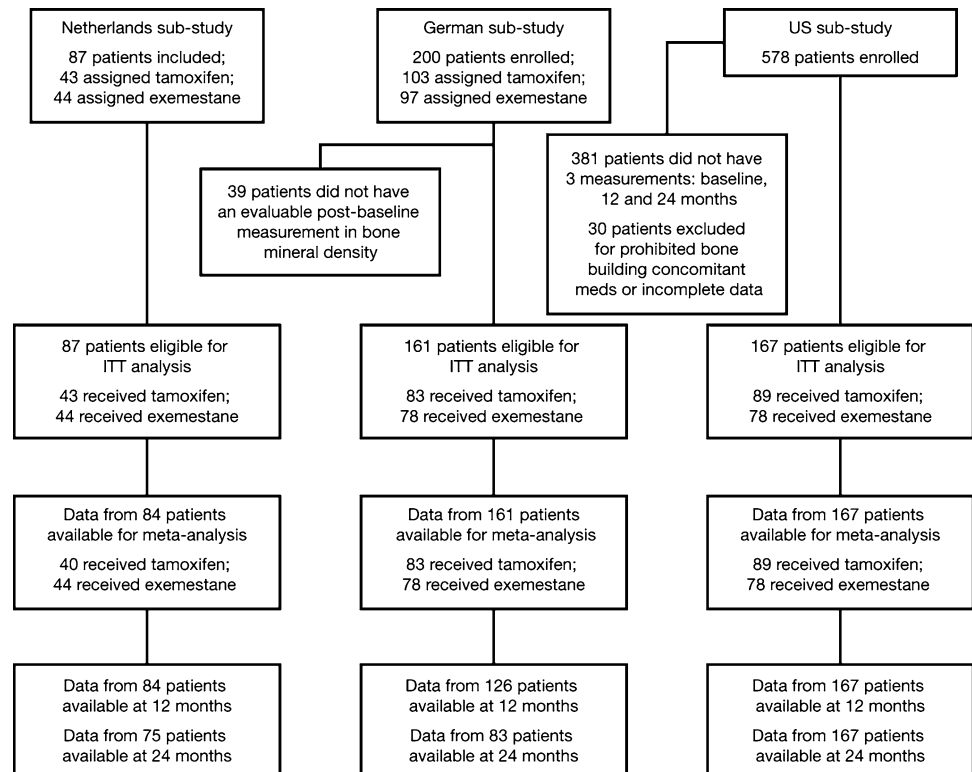 Netherlands sub-study
87 patients included;
43 assigned tamoxifen;
44 assigned exemestane
German sub-study
200 patients enrolled;
103 assigned tamoxifen;
97 assigned exemestane
US sub-study
578 patients enrolled
39 patients did not have
an evaluable post-baseline
measurement in bone
mineral density
381 patients did not have
3 measurements: baseline,
12 and 24 months
30 patients excluded
for prohibited bone
building concomitant
meds or incomplete data
87 patients eligible for
ITT analysis
43 received tamoxifen;
44 received exemestane
161 patients eligible for
ITT analysis
83 received tamoxifen;
78 received exemestane
167 patients eligible for
ITT analysis
89 received tamoxifen;
78 received exemestane
Data from 84 patients
available for meta-analysis
40 received tamoxifen;
44 received exemestane
Data from 161 patients
available for meta-analysis
83 received tamoxifen;
78 received exemestane
Data from 167 patients
available for meta-analysis
89 received tamoxifen;
78 received exemestane
Data from 84 patients
available at 12 months
Data from 75 patients
available at 24 months
Data from 126 patients
available at 12 months
Data from 83 patients
available at 24 months
Data from 167 patients
available at 12 months
Data from 167 patients
available at 24 months